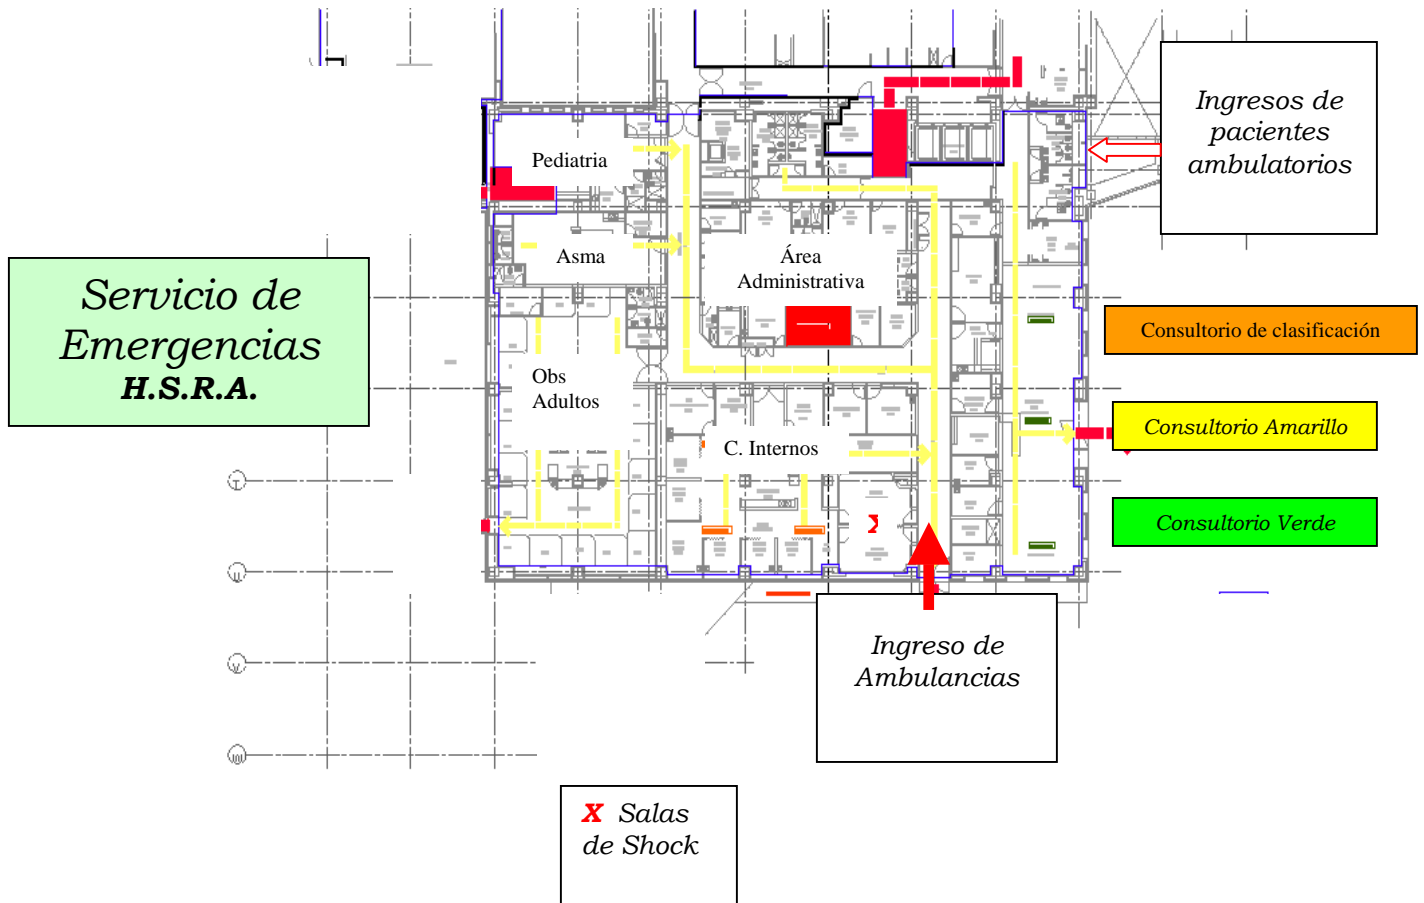 Ingresos de
pacientes
ambulatorios
Pediatria
Asma
Área
Administrativa
Servicio de
Emergencias
H.S.R.A.
Consultorio de clasificación
Obs
Adultos
Consultorio Amarillo
C. Internos
T
Consultorio Verde
X
U
Ingreso de
Ambulancias
V
W
X Salas
de Shock